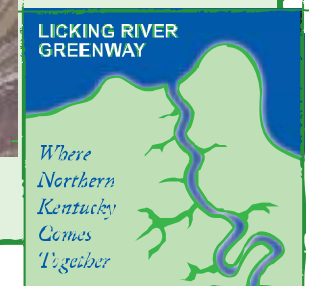 LICKING RIVER
GREENWAY
Where
Northern
Kentucky
Comes
Together